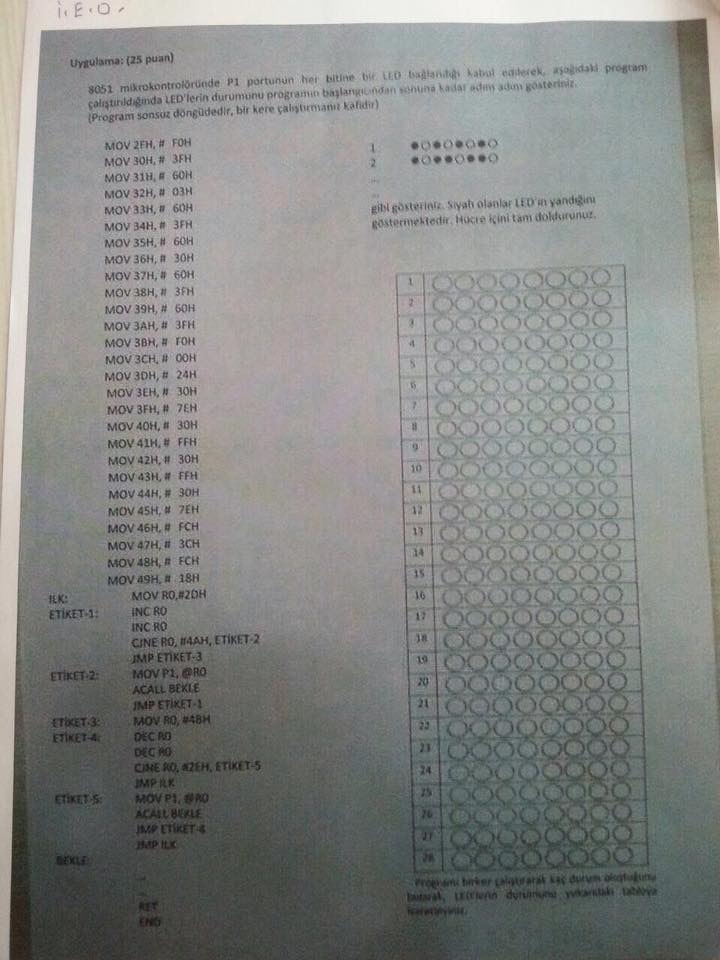 İ.E.O.
Uygulama: (25 puan)
8051 mikrokontrolöründe P1 portunun her bitine bir LED bağlandığı kabul edilerek, aşağıdaki program
çalıştırıldığında LED'lerin durumunu programın başlangıcından sonuna kadar adım adım gösteriniz.
(Program sonsuz döngüdedir, bir kere çalıştırmanız kafidir)
MOV 2FH, # F0H
MOV 30H, # 3FH
MOV 31H, # 60H
MOV 32H, # 03H
MOV 33H, # 60H
MOV 34H, # 3FH
MOV 35H, # 60H
MOV 36H, # 30H
MOV 37H, # 60H
MOV 38H, # 3FH
MOV 39H, # 60H
MOV 3AH, # 3FH
MOV 3BH, # F0H
MOV 3CH, # 00H
MOV 3DH, # 24H
MOV 3EH, # 30H
MOV 3FH, # 7EH
MOV 40H, # 30H
MOV 41H, # FFH
MOV 42H, # 30H
MOV 43H, # FFH
MOV 44H, # 30H
MOV 45H, # 7EH
MOV 46H, # FCH
MOV 47H, # 3CH
MOV 48H, # FCH
MOV 49H, # 18H
ILK: MOV R0,#2DH
ETİKET-1: INC R0
INC R0
CJNE R0, #4AH, ETİKET-2
JMP ETİKET-3
ETİKET-2: MOV P1, @R0
ACALL BEKLE
JMP ETİKET-1
ETİKET-3: MOV R0, #4BH
ETİKET-4: DEC R0
DEC R0
CJNE R0, #2EH, ETİKET-5
JMP ILK
ETİKET-5: MOV P1, @R0
ACALL BEKLE
JMP ETİKET-4
JMP ILK
BEKLE:
...
...
RET
END
1
2
...
...
gibi gösteriniz. Siyah olanlar LED'in yandığını
göstermektedir. Hücre içini tam doldurunuz.
1
2
3
4
5
6
7
8
9
10
11
12
13
14
15
16
17
18
19
20
21
22
23
24
25
26
27
28
Programı birker çalıştırarak kaç durum oluştuğunu
bularak, LED'lerin durumunu yukarıdaki tabloya